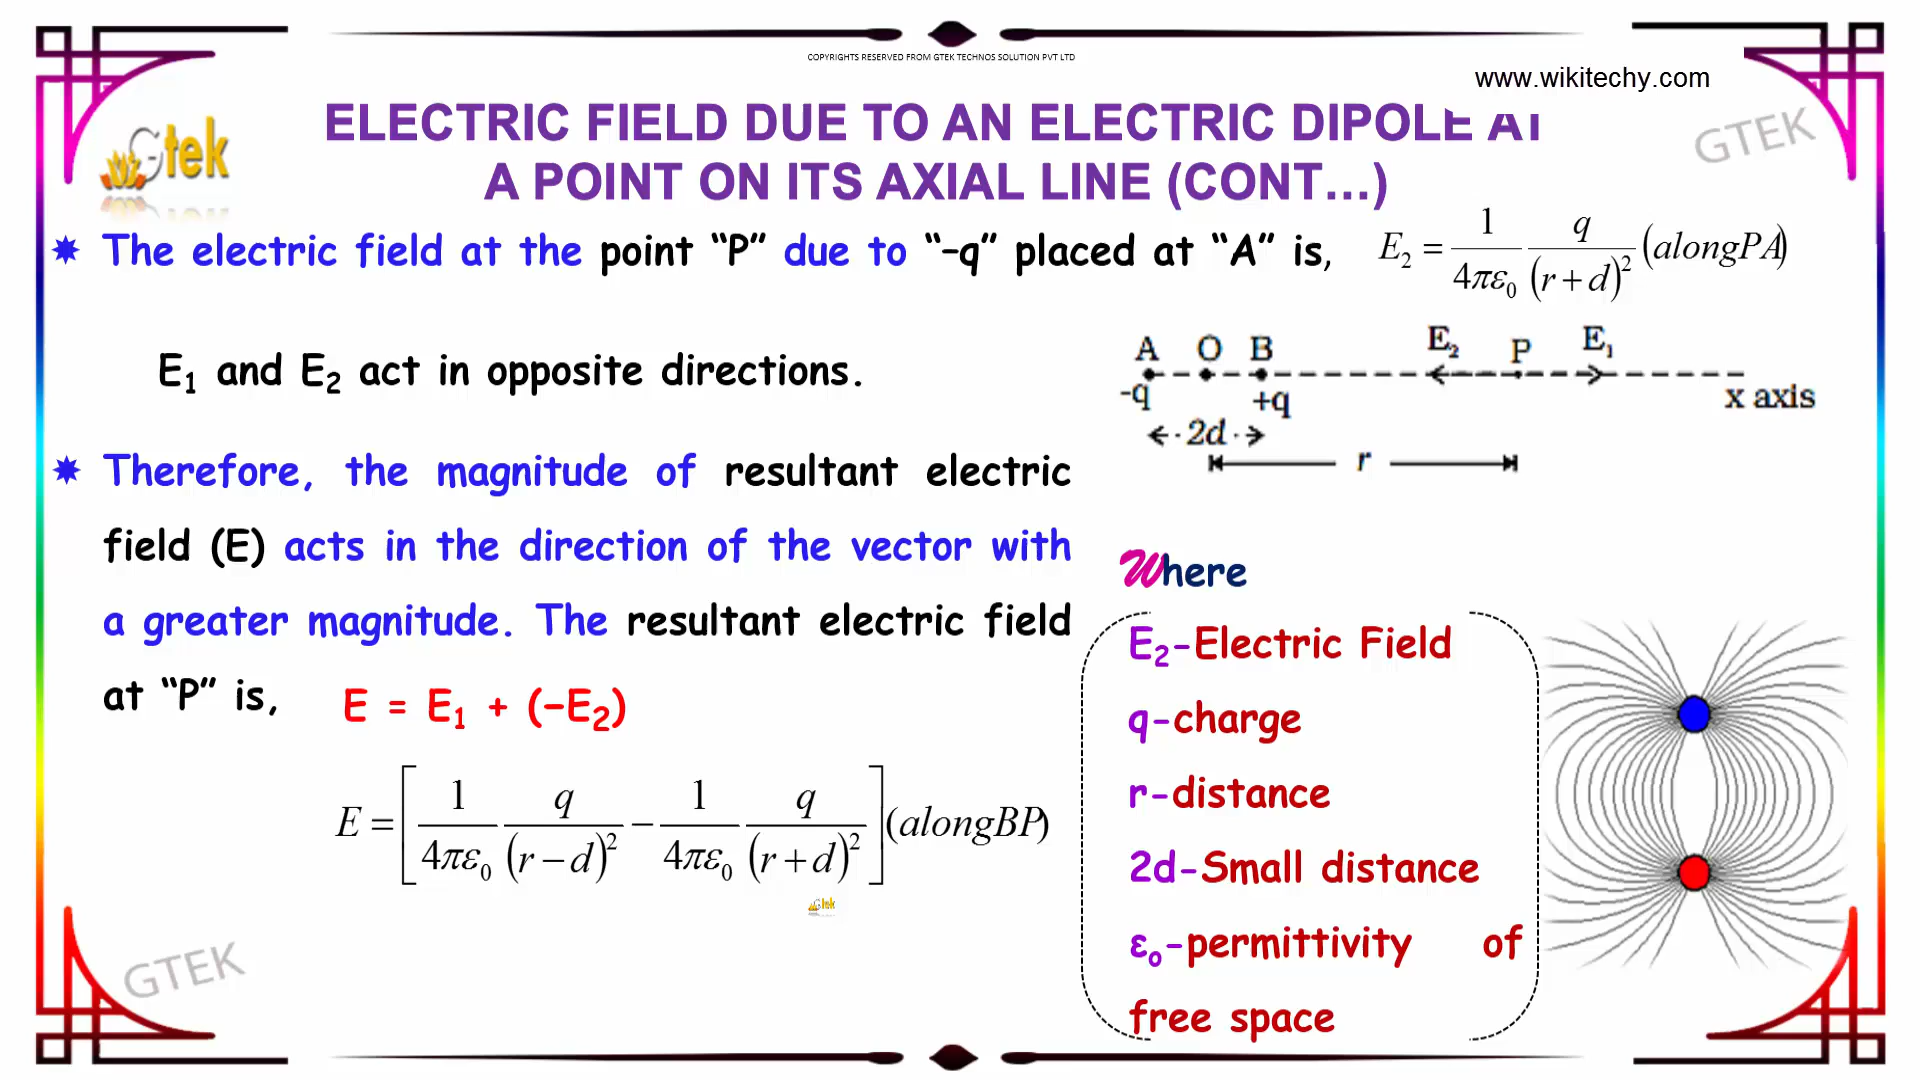 COPYRIGHTS RESERVED FROM GTEK TECHNOS SOLUTION PVT LTD
www.wikitechy.com
Gtek
GTEK
ELECTRIC FIELD DUE TO AN ELECTRIC DIPOLE AT
A POINT ON ITS AXIAL LINE (CONT...)
✷ The electric field at the point “P” due to “–q” placed at “A” is, E₂ = 1/(4πε₀) q/(r + d)² (alongPA)
E₁ and E₂ act in opposite directions.
A O B E₂ P E₁
-q +q x axis
2d
r
✷ Therefore, the magnitude of resultant electric
field (E) acts in the direction of the vector with
a greater magnitude. The resultant electric field
at “P” is, E = E₁ + (–E₂)
E = [1/(4πε₀) q/(r − d)² − 1/(4πε₀) q/(r + d)²] (alongBP)
Gtek
GTEK
Where
E₂-Electric Field
q-charge
r-distance
2d-Small distance
ε₀-permittivity of
free space